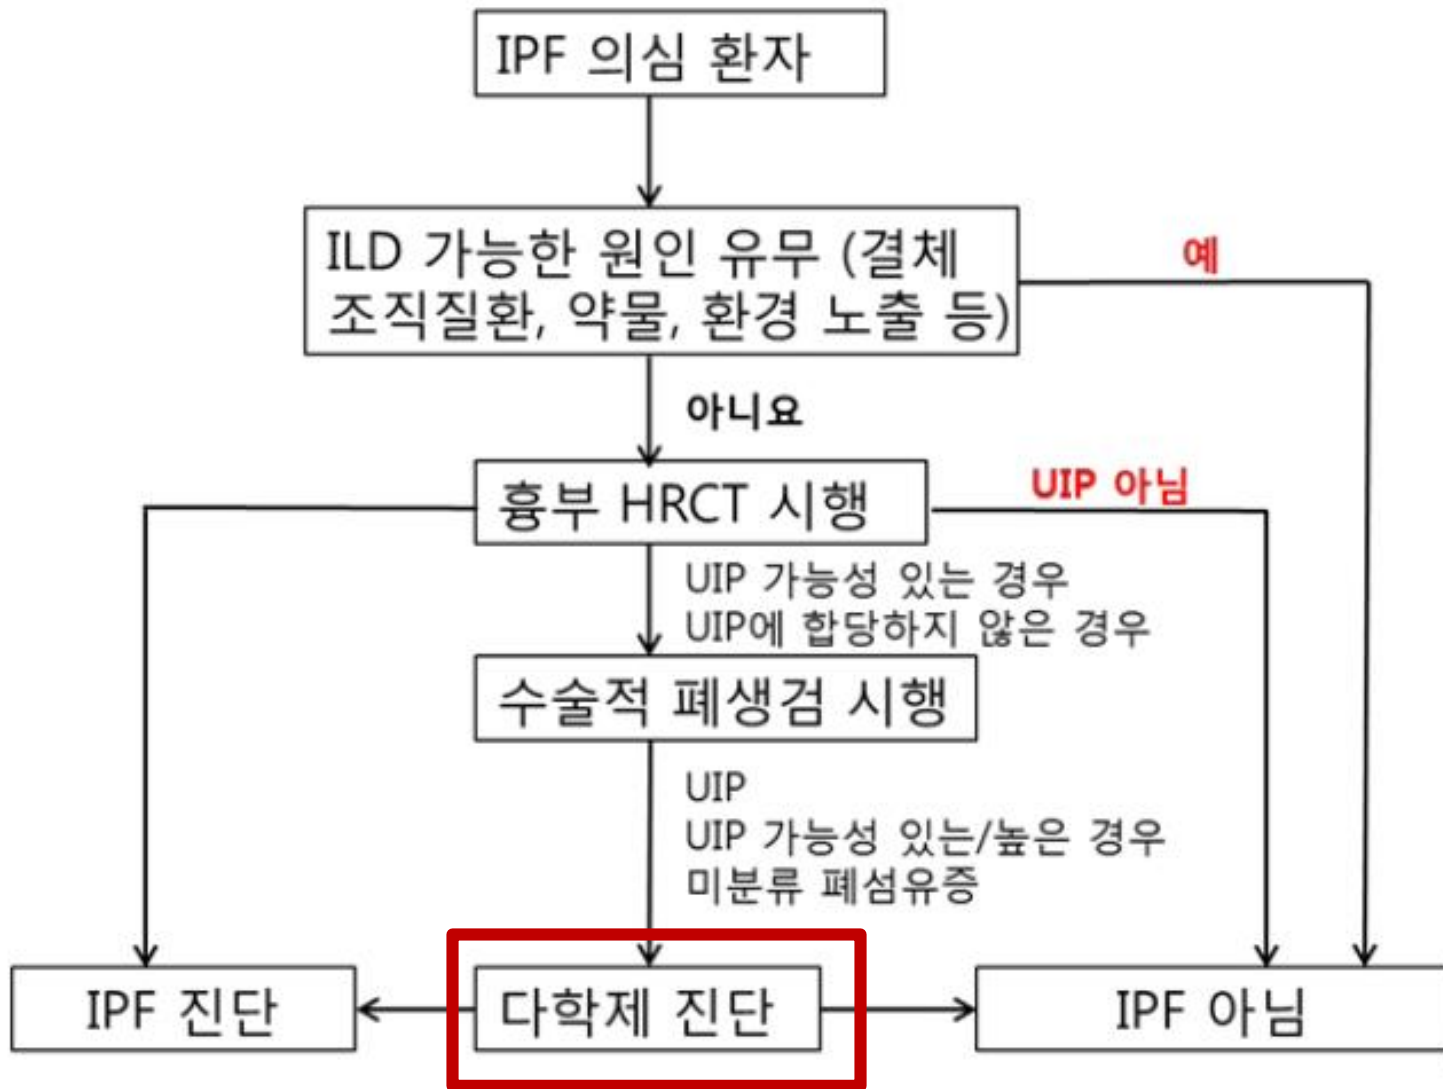 IPF 의심 환자
ILD 가능한 원인 유무 (결체
조직질환, 약물, 환경 노출 등)
예
아니요
흉부 HRCT 시행
UIP 아님
UIP 가능성 있는 경우
UIP에 합당하지 않은 경우
수술적 폐생검 시행
UIP
UIP 가능성 있는/높은 경우
미분류 폐섬유증
IPF 진단
다학제 진단
IPF 아님